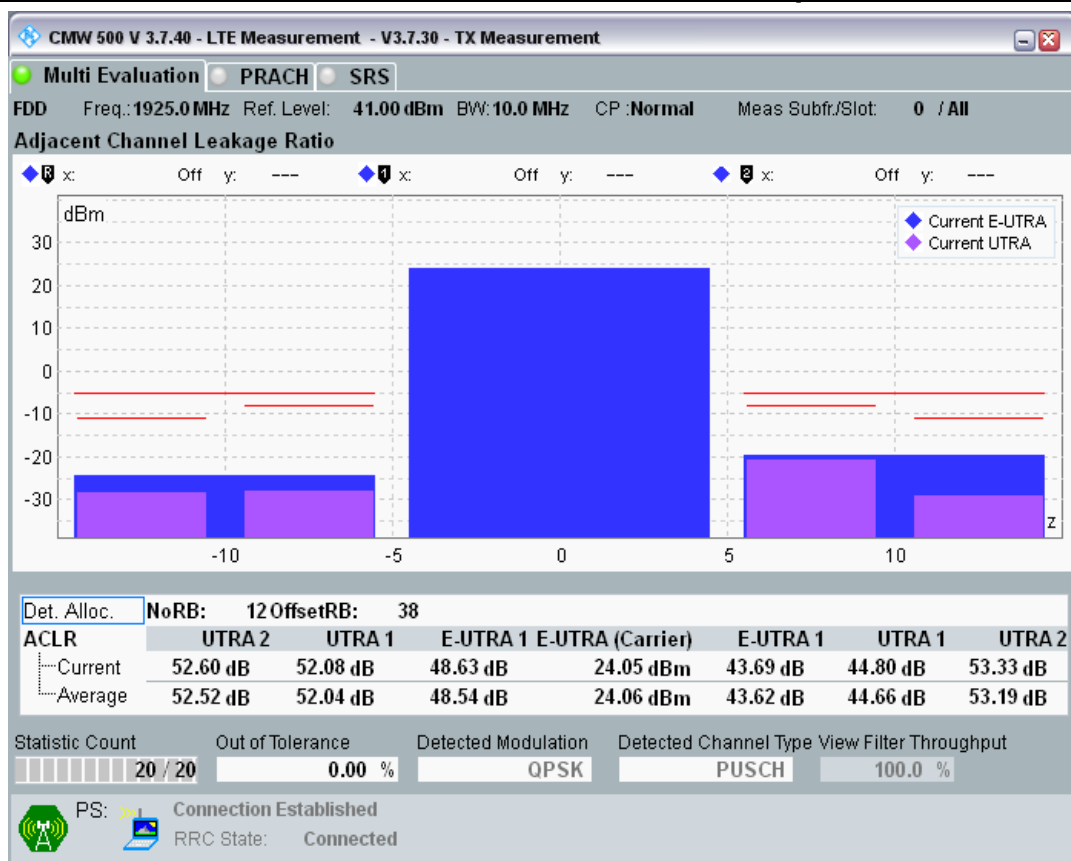 CMW 500 V 3.7.40 - LTE Measurement - V3.7.30 - TX Measurement
Multi Evaluation PRACH SRS
FDD Freq.: 1925.0 MHz Ref. Level: 41.00 dBm BW: 10.0 MHz CP :Normal Meas Subfr./Slot: 0 / All
Adjacent Channel Leakage Ratio
R x: Off y: --- 1 x: Off y: --- 2 x: Off y: ---
dBm
Current E-UTRA
Current UTRA
30
20
10
0
-10
-20
-30
z
-10 -5 0 5 10
Det. Alloc. NoRB: 12 OffsetRB: 38
ACLR UTRA 2 UTRA 1 E-UTRA 1 E-UTRA (Carrier) E-UTRA 1 UTRA 1 UTRA 2
Current 52.60 dB 52.08 dB 48.63 dB 24.05 dBm 43.69 dB 44.80 dB 53.33 dB
Average 52.52 dB 52.04 dB 48.54 dB 24.06 dBm 43.62 dB 44.66 dB 53.19 dB
Statistic Count Out of Tolerance Detected Modulation Detected Channel Type View Filter Throughput
20 / 20 0.00 % QPSK PUSCH 100.0 %
PS: Connection Established
RRC State: Connected